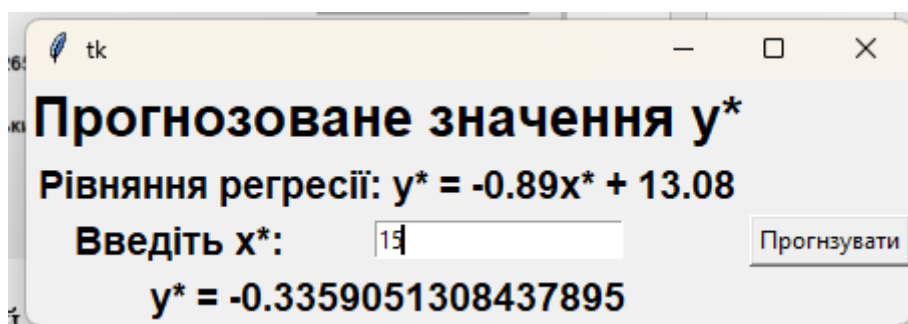 tk
Прогнозоване значення y*
Рівняння регресії: y* = -0.89x* + 13.08
Введіть x*: 15 Прогнзувати
y* = -0.3359051308437895